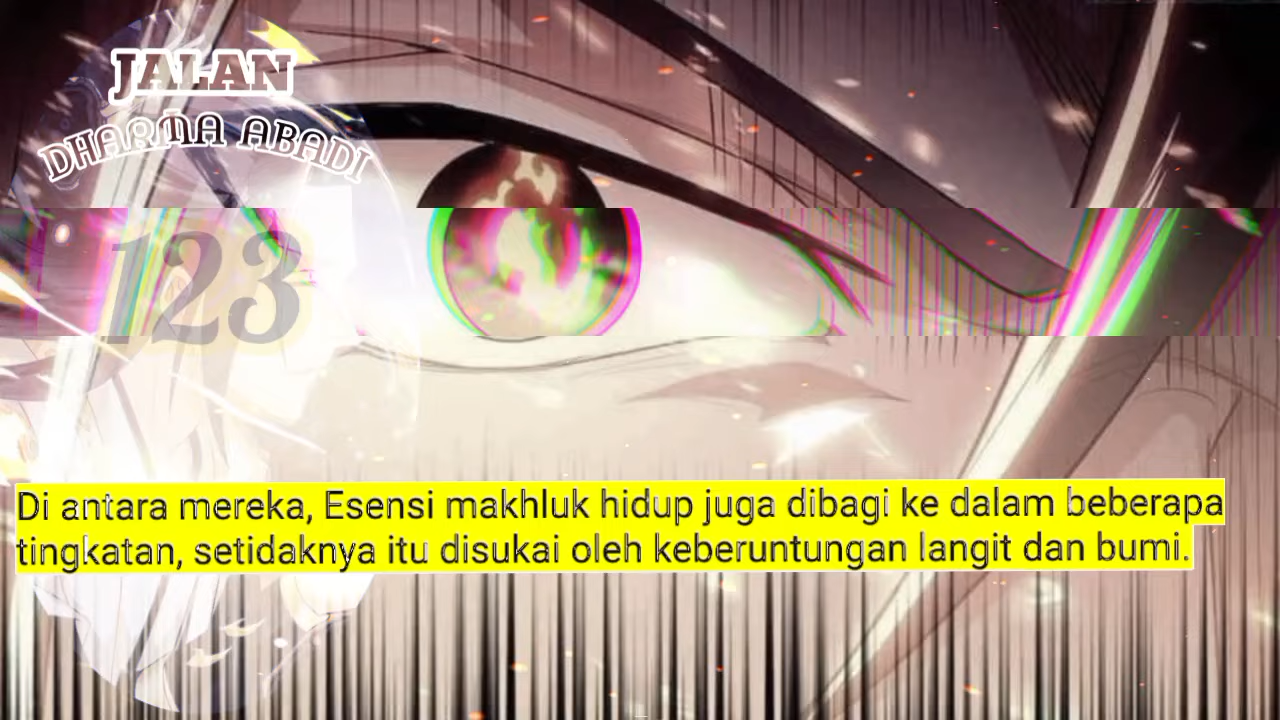 JALAN
DHARMA ABADI
123
Di antara mereka, Esensi makhluk hidup juga dibagi ke dalam beberapa
tingkatan, setidaknya itu disukai oleh keberuntungan langit dan bumi.